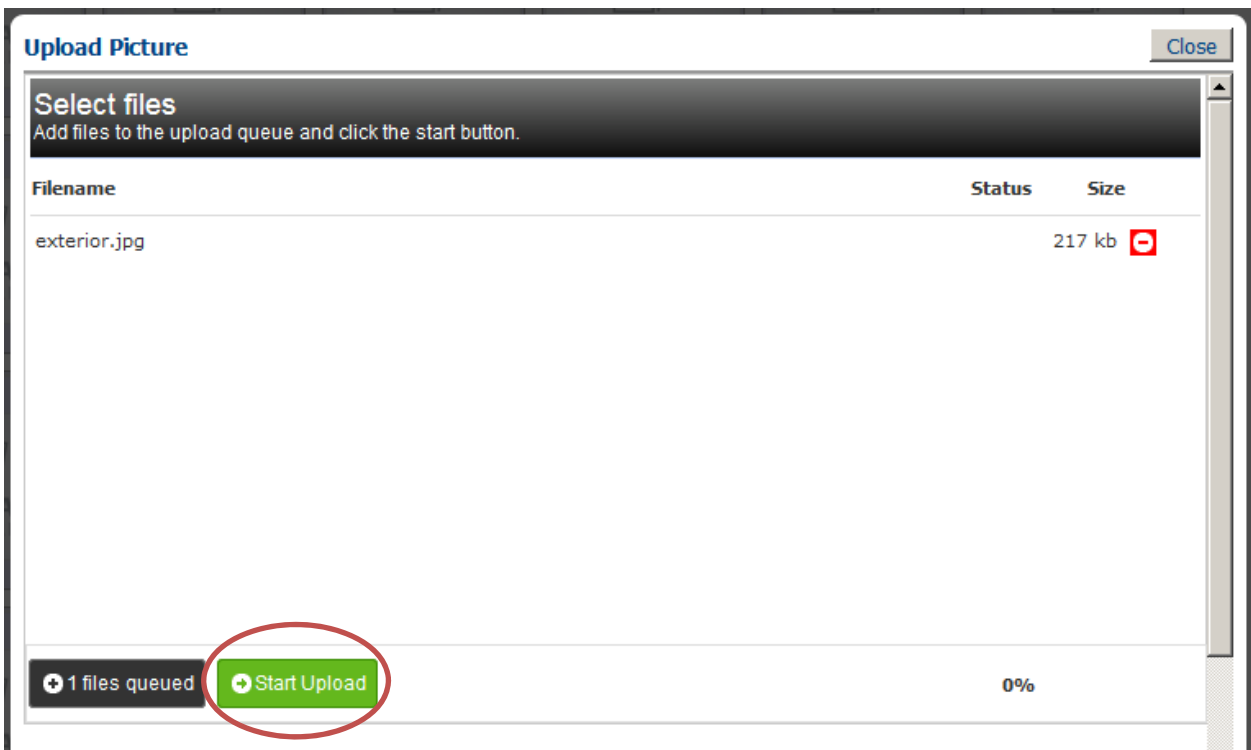 Upload Picture Close
Select files
Add files to the upload queue and click the start button.
Filename Status Size
exterior.jpg 217 kb
1 files queued Start Upload 0%